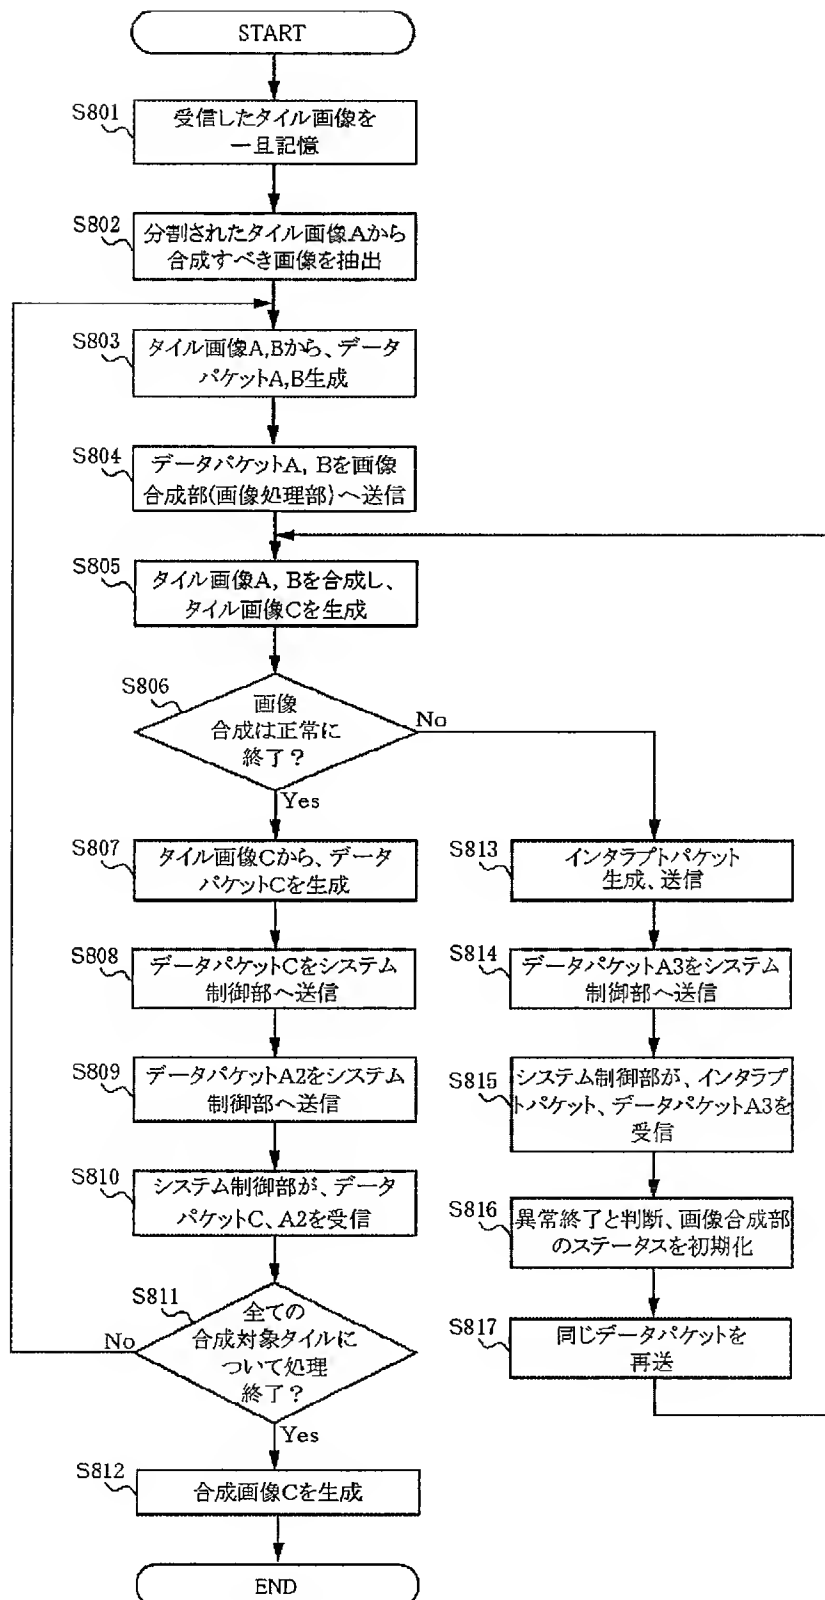 START
S801
受信したタイル画像を
一旦記憶
S802
分割されたタイル画像Aから
合成すべき画像を抽出
S803
タイル画像A,Bから、データ
パケットA,B生成
S804
データパケットA, Bを画像
合成部(画像処理部)へ送信
S805
タイル画像A, Bを合成し、
タイル画像Cを生成
S806
画像
合成は正常に
終了？
No
Yes
S807
タイル画像Cから、データ
パケットCを生成
S808
データパケットCをシステム
制御部へ送信
S809
データパケットA2をシステム
制御部へ送信
S810
システム制御部が、データ
パケットC、A2を受信
S811
全ての
合成対象タイルに
ついて処理
終了？
No
Yes
S812
合成画像Cを生成
END
S813
インタラプトパケット
生成、送信
S814
データパケットA3をシステム
制御部へ送信
S815
システム制御部が、インタラプ
トパケット、データパケットA3を
受信
S816
異常終了と判断、画像合成部
のステータスを初期化
S817
同じデータパケットを
再送